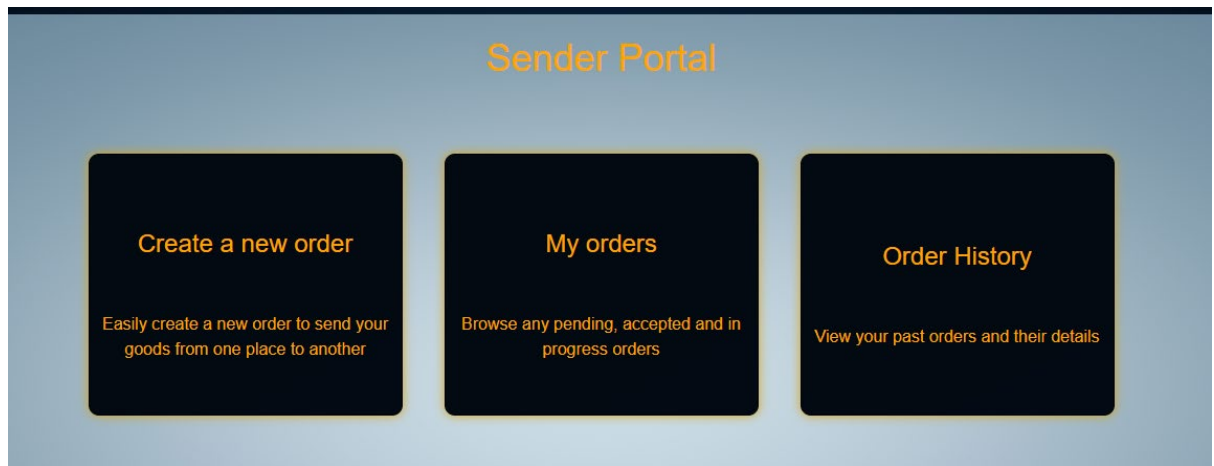 Sender Portal
Create a new order
Easily create a new order to send your
goods from one place to another
My orders
Browse any pending, accepted and in
progress orders
Order History
View your past orders and their details